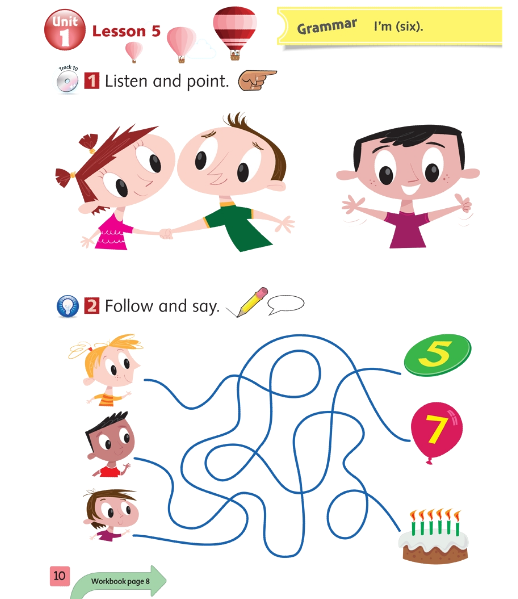 Unit
1
Lesson 5
Grammar I'm (six).
Track 10
1 Listen and point.
2 Follow and say.
5
7
10
Workbook page 8